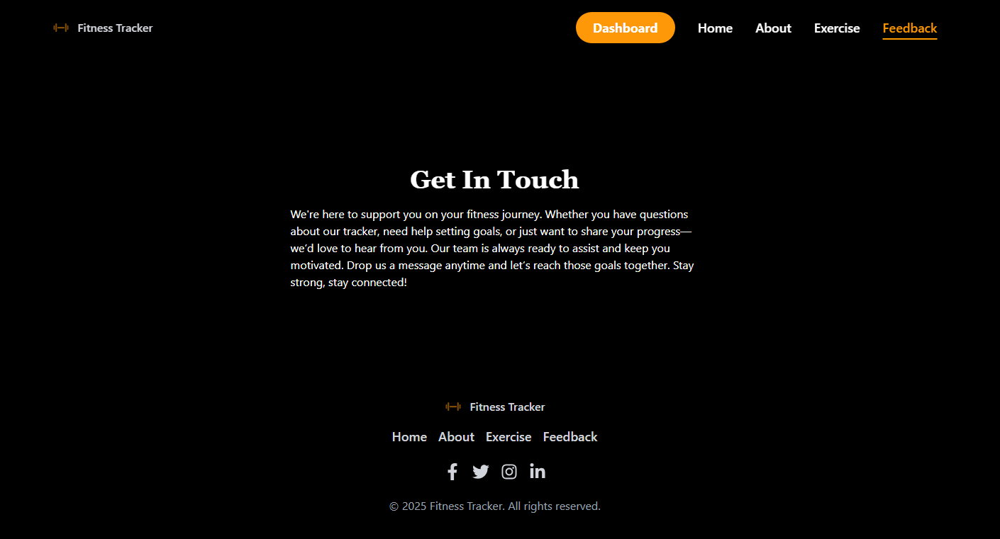 Fitness Tracker
Dashboard Home About Exercise Feedback
Get In Touch
We're here to support you on your fitness journey. Whether you have questions
about our tracker, need help setting goals, or just want to share your progress—
we’d love to hear from you. Our team is always ready to assist and keep you
motivated. Drop us a message anytime and let’s reach those goals together. Stay
strong, stay connected!
Fitness Tracker
Home About Exercise Feedback
© 2025 Fitness Tracker. All rights reserved.